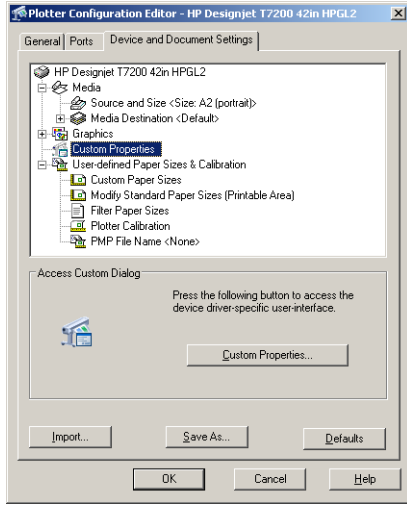 Plotter Configuration Editor - HP Designjet T7200 42in HPGL2
General Ports Device and Document Settings
HP Designjet T7200 42in HPGL2
Media
Source and Size <Size: A2 (portrait)>
Media Destination <Default>
Graphics
Custom Properties
User-defined Paper Sizes & Calibration
Custom Paper Sizes
Modify Standard Paper Sizes (Printable Area)
Filter Paper Sizes
Plotter Calibration
PMP File Name <None>
Access Custom Dialog
Press the following button to access the
device driver-specific user-interface.
Custom Properties...
Import... Save As... Defaults
OK Cancel Help